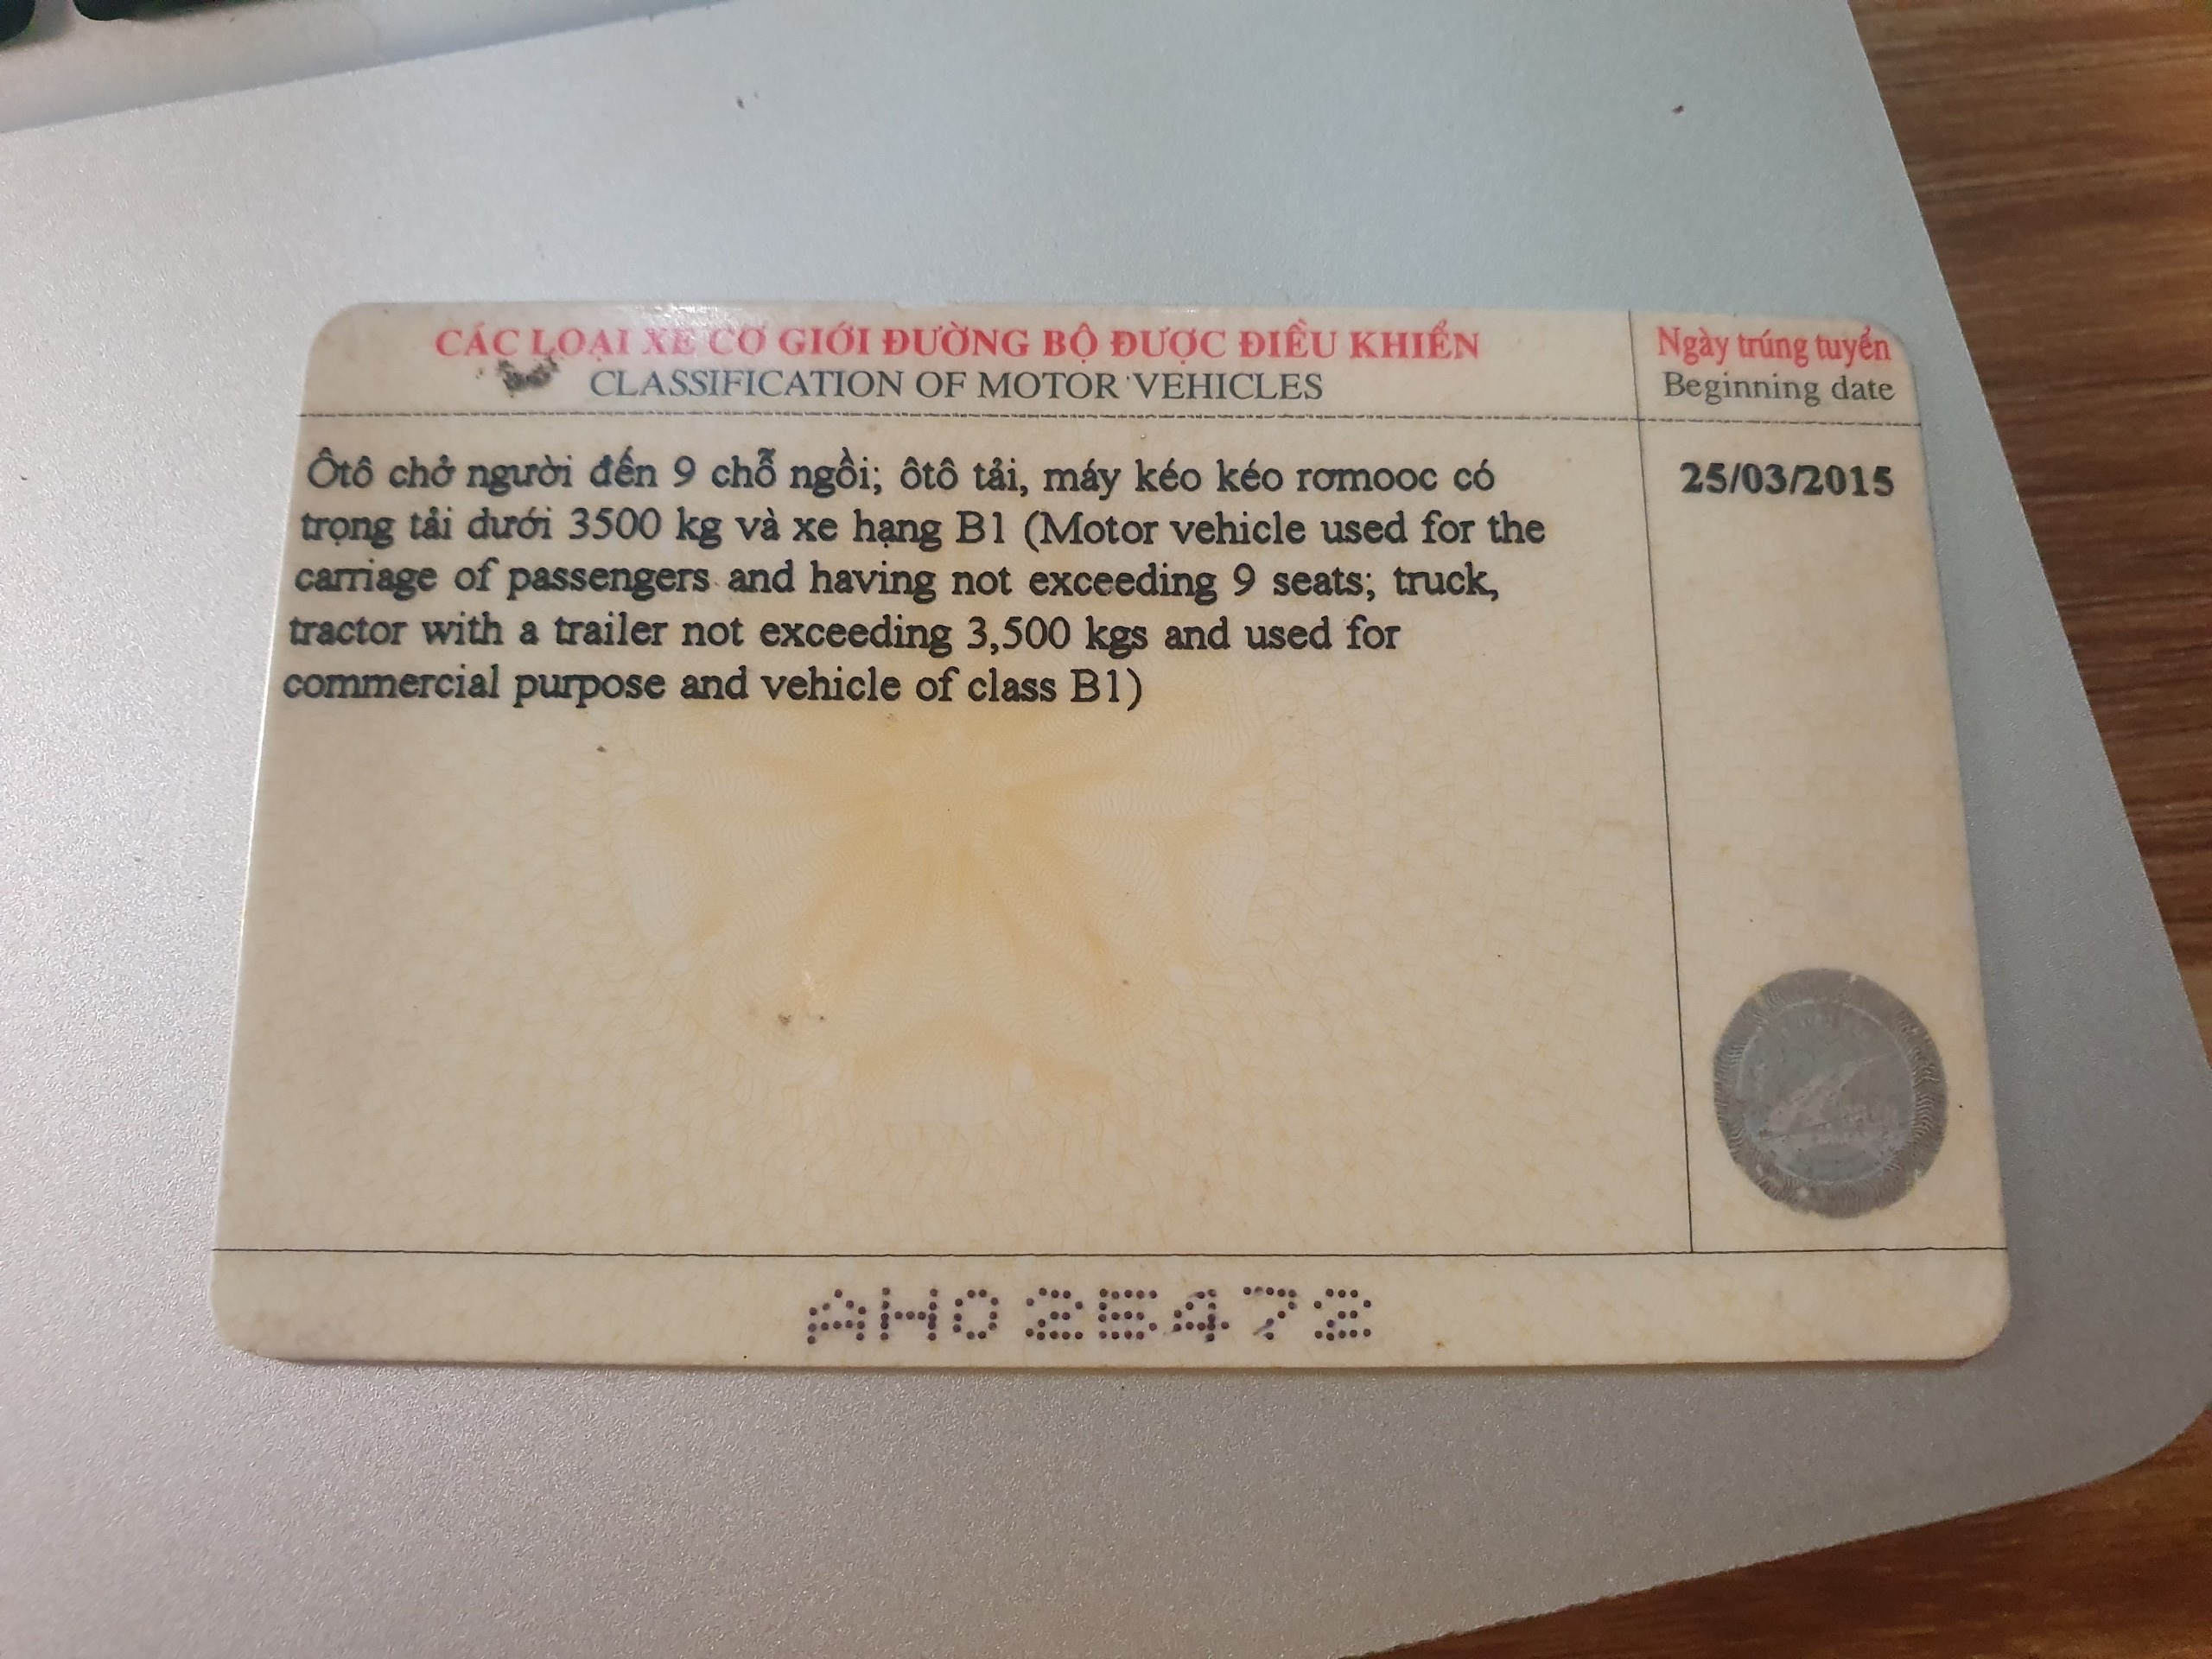 CÁC LOẠI XE CƠ GIỚI ĐƯỜNG BỘ ĐƯỢC ĐIỀU KHIỂN
CLASSIFICATION OF MOTOR VEHICLES
Ngày trúng tuyển
Beginning date
Ôtô chở người đến 9 chỗ ngồi; ôtô tải, máy kéo kéo rơmooc có
trọng tải dưới 3500 kg và xe hạng B1 (Motor vehicle used for the
carriage of passengers and having not exceeding 9 seats; truck,
tractor with a trailer not exceeding 3,500 kgs and used for
commercial purpose and vehicle of class B1)
25/03/2015